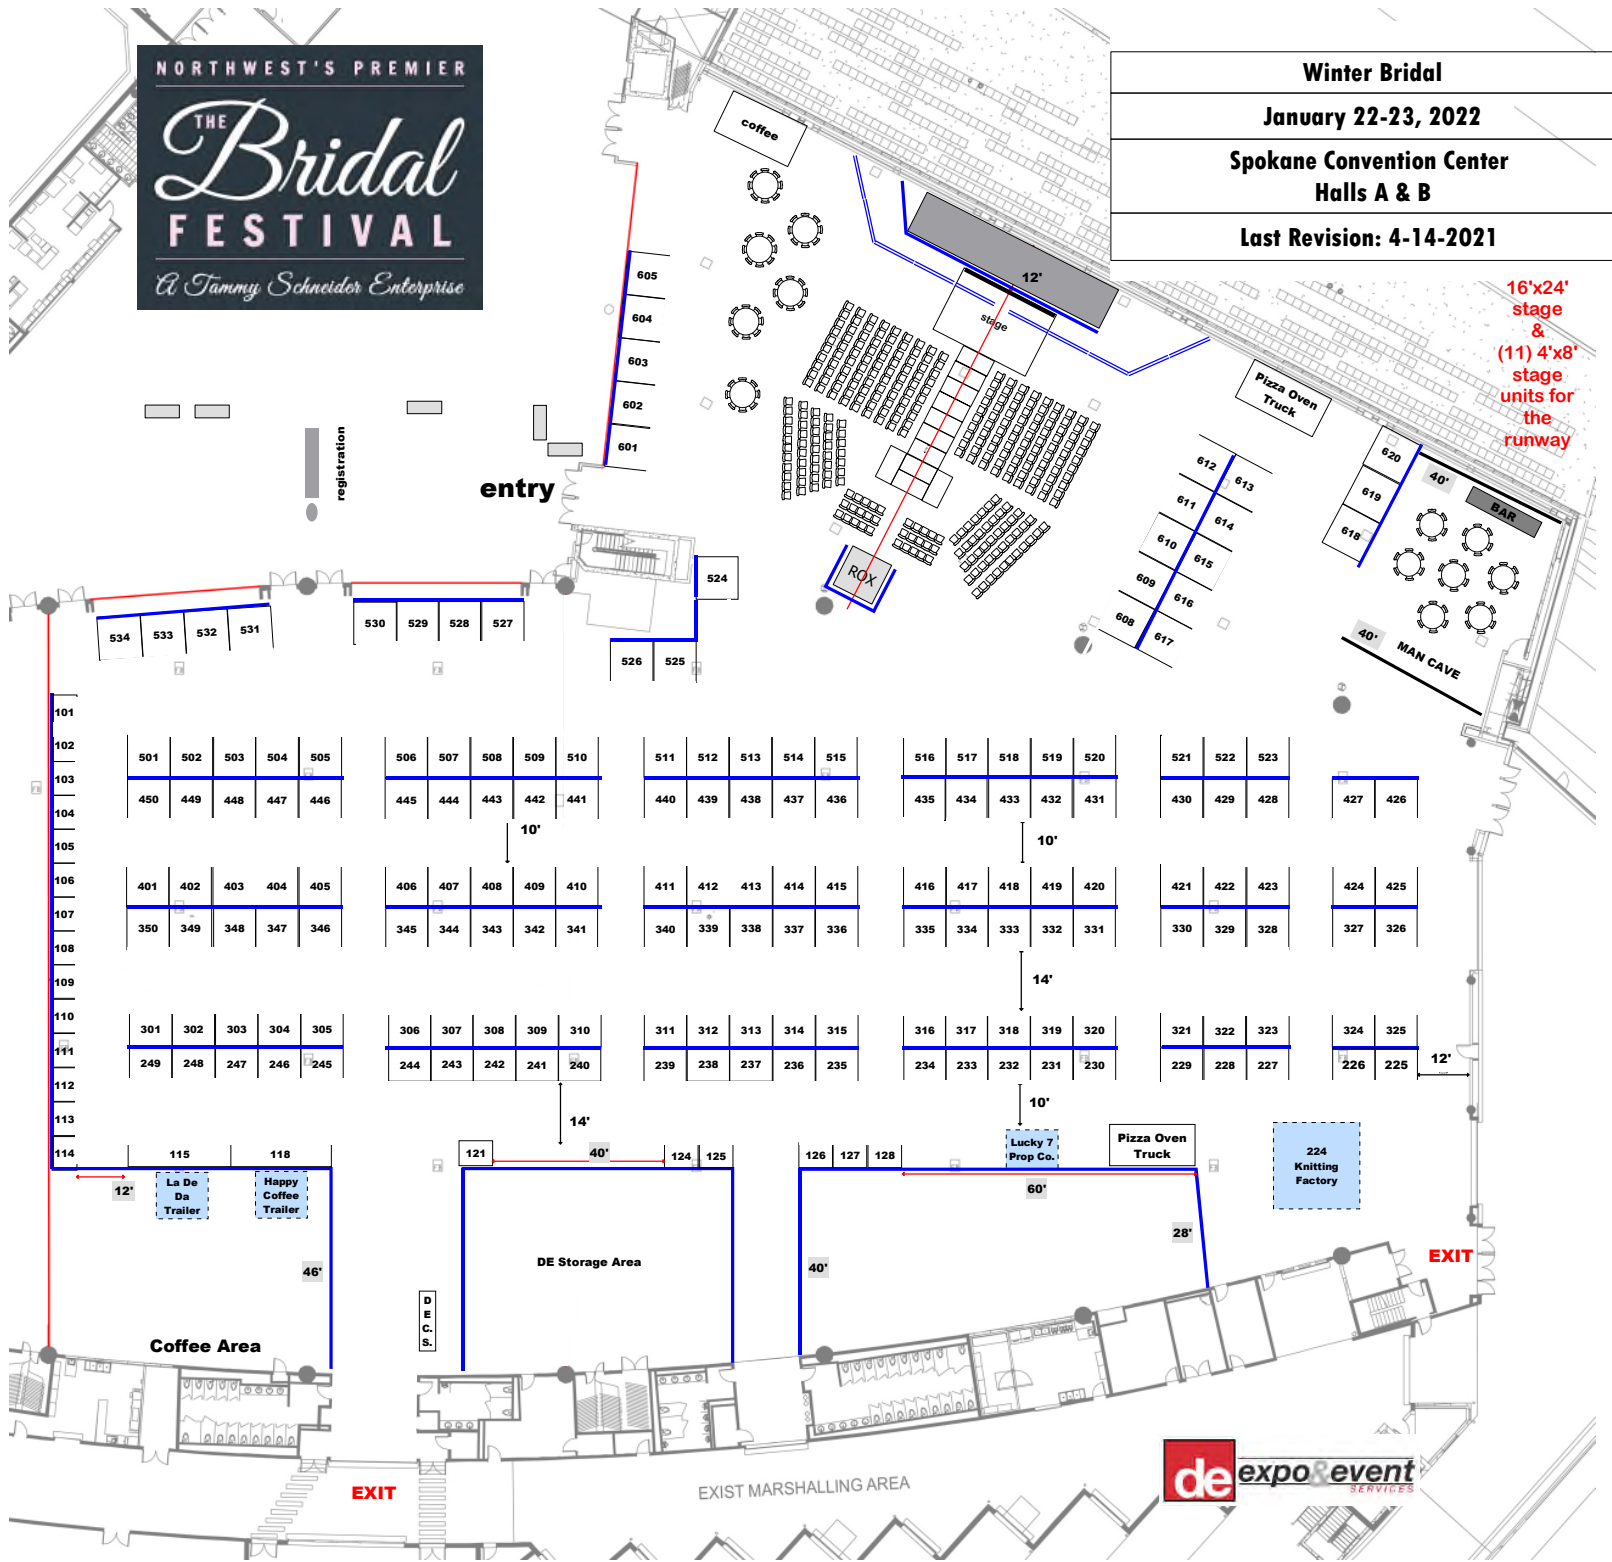 NORTHWEST'S PREMIER
THE
Bridal
FESTIVAL
A Tammy Schneider Enterprise
Winter Bridal
January 22-23, 2022
Spokane Convention Center
Halls A & B
Last Revision: 4-14-2021
16'x24'
stage
&
(11) 4'x8'
stage
units for
the
runway
coffee
12'
stage
ROX
Pizza Oven
Truck
605
604
603
602
601
registration
entry
612
613
611
614
610
615
609
616
608
617
620
619
618
40'
BAR
40'
MAN CAVE
524
526 525
534 533 532 531
530 529 528 527
101
102
103
104
105
106
107
108
109
110
111
112
113
114
501 502 503 504 505
506 507 508 509 510
511 512 513 514 515
516 517 518 519 520
521 522 523
450 449 448 447 446
445 444 443 442 441
440 439 438 437 436
435 434 433 432 431
430 429 428
427 426
10'
10'
401 402 403 404 405
406 407 408 409 410
411 412 413 414 415
416 417 418 419 420
421 422 423
424 425
350 349 348 347 346
345 344 343 342 341
340 339 338 337 336
335 334 333 332 331
330 329 328
327 326
14'
301 302 303 304 305
306 307 308 309 310
311 312 313 314 315
316 317 318 319 320
321 322 323
324 325
249 248 247 246 245
244 243 242 241 240
239 238 237 236 235
234 233 232 231 230
229 228 227
226 225
12'
14'
10'
115 118
121
40'
124 125
126 127 128
Lucky 7
Prop Co.
Pizza Oven
Truck
224
Knitting
Factory
12'
La De
Da
Trailer
Happy
Coffee
Trailer
60'
28'
46'
DE Storage Area
40'
EXIT
D
E
C.
S.
Coffee Area
EXIT
EXIST MARSHALLING AREA
de expo&event
SERVICES